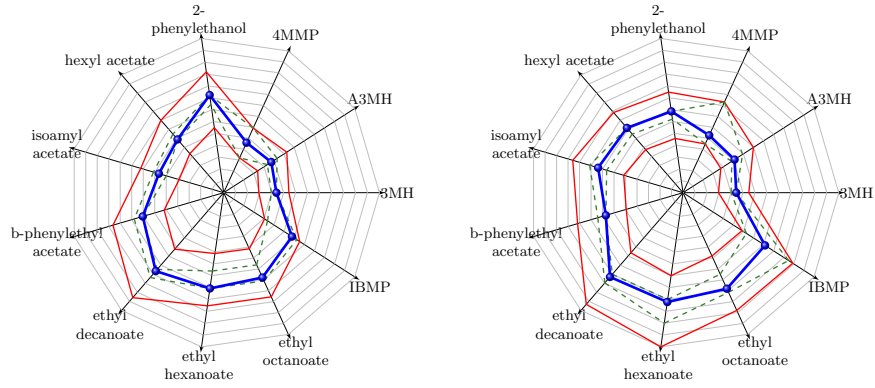 2-
phenylethanol
4MMP
hexyl acetate
A3MH
isoamyl
acetate
3MH
b-phenylethyl
acetate
IBMP
ethyl
decanoate
ethyl
octanoate
ethyl
hexanoate
2-
phenylethanol
4MMP
hexyl acetate
A3MH
isoamyl
acetate
3MH
b-phenylethyl
acetate
IBMP
ethyl
decanoate
ethyl
octanoate
ethyl
hexanoate